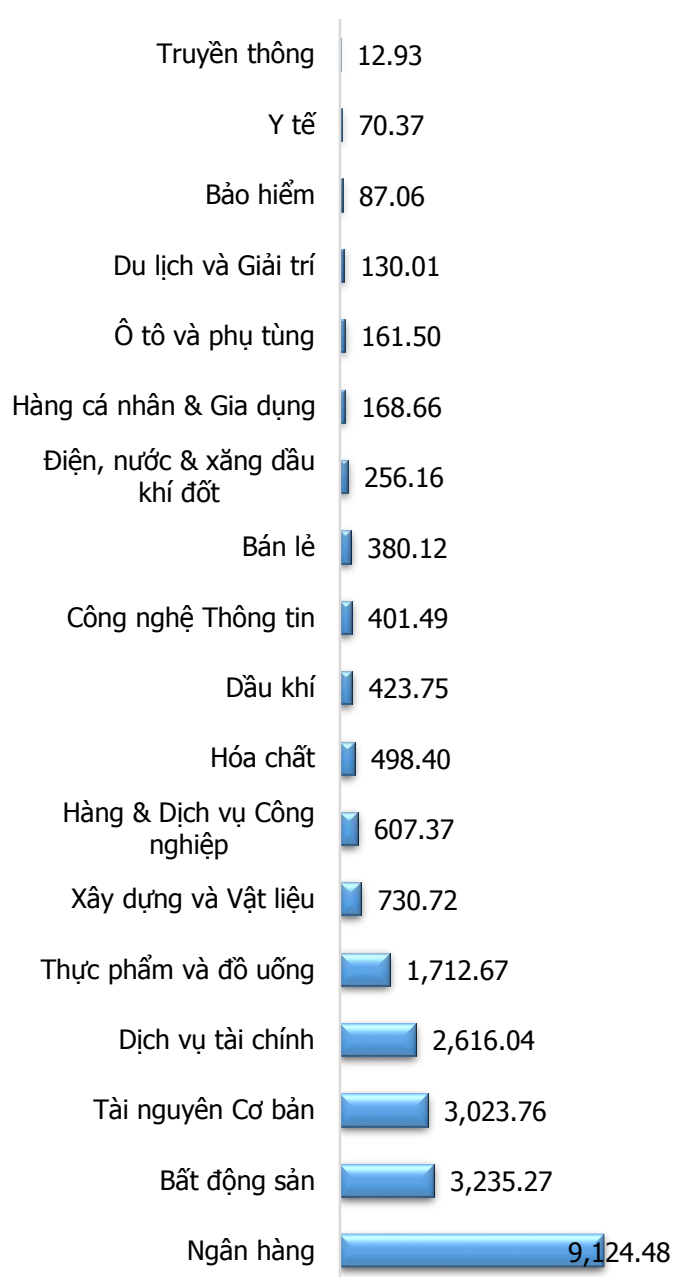 Truyền thông 12.93
Y tế 70.37
Bảo hiểm 87.06
Du lịch và Giải trí 130.01
Ô tô và phụ tùng 161.50
Hàng cá nhân & Gia dụng 168.66
Điện, nước & xăng dầu
khí đốt 256.16
Bán lẻ 380.12
Công nghệ Thông tin 401.49
Dầu khí 423.75
Hóa chất 498.40
Hàng & Dịch vụ Công
nghiệp 607.37
Xây dựng và Vật liệu 730.72
Thực phẩm và đồ uống 1,712.67
Dịch vụ tài chính 2,616.04
Tài nguyên Cơ bản 3,023.76
Bất động sản 3,235.27
Ngân hàng 9,124.48